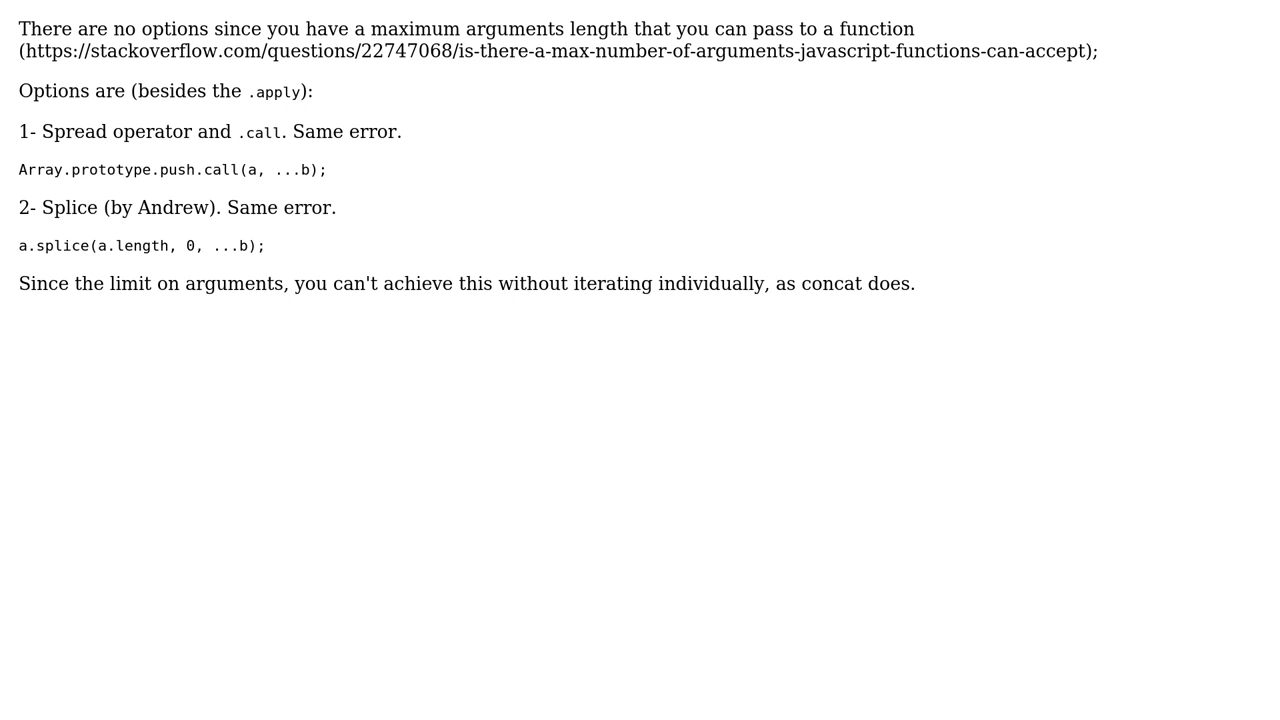 There are no options since you have a maximum arguments length that you can pass to a function
(https://stackoverflow.com/questions/22747068/is-there-a-max-number-of-arguments-javascript-functions-can-accept);
Options are (besides the .apply):
1- Spread operator and .call. Same error.
Array.prototype.push.call(a, ...b);
2- Splice (by Andrew). Same error.
a.splice(a.length, 0, ...b);
Since the limit on arguments, you can't achieve this without iterating individually, as concat does.